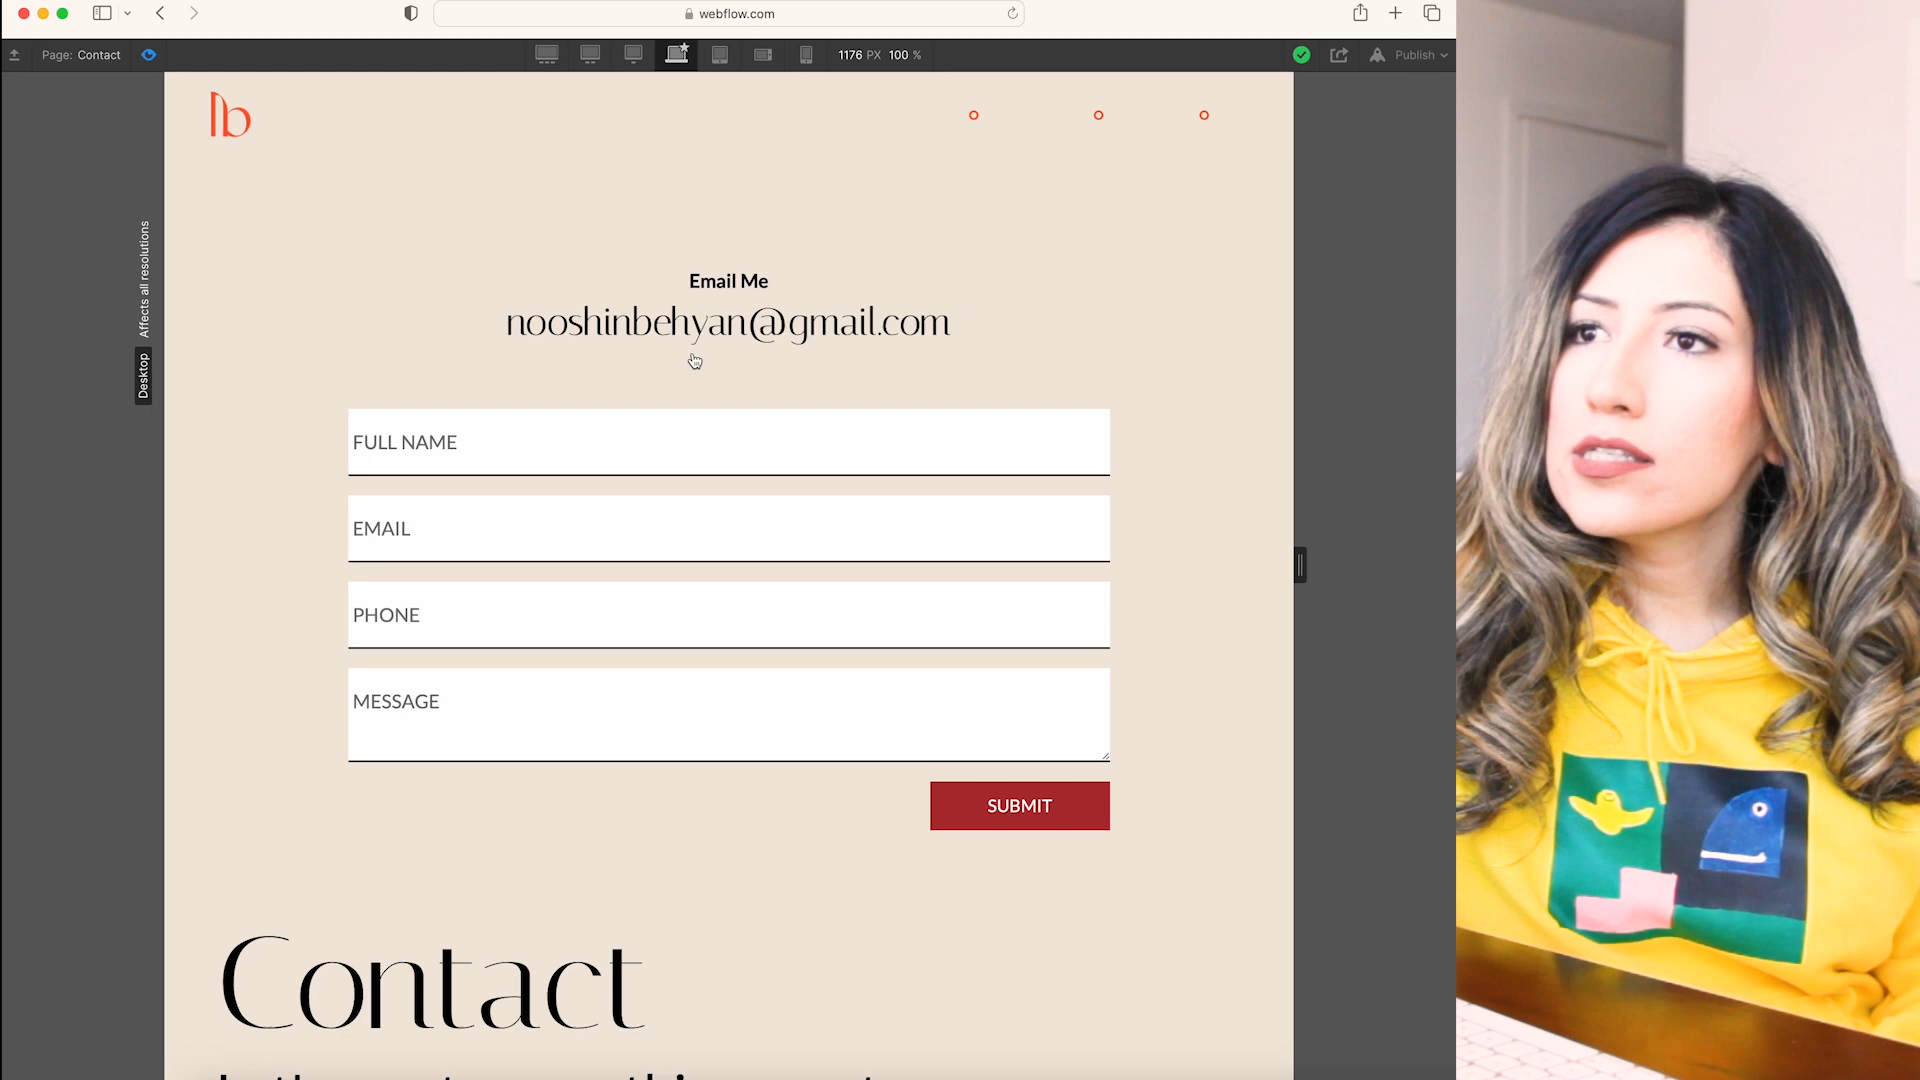 webflow.com
Page: Contact
1176 PX 100 %
Publish
lb
Affects all resolutions
Desktop
Email Me
nooshinbehyan@gmail.com
FULL NAME
EMAIL
PHONE
MESSAGE
SUBMIT
Contact